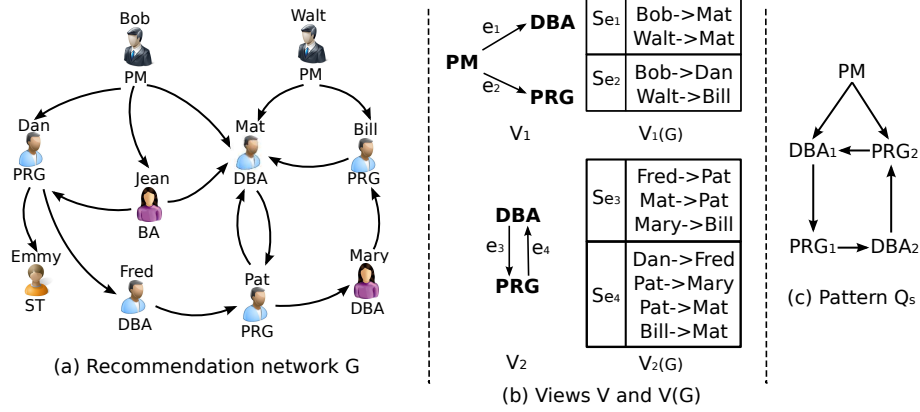 Bob
PM
Walt
PM
Dan
PRG
Jean
BA
Mat
DBA
Bill
PRG
Emmy
ST
Fred
DBA
Pat
PRG
Mary
DBA
(a) Recommendation network G
PM
e₁
DBA
e₂
PRG
V₁
Se₁
Bob->Mat
Walt->Mat
Se₂
Bob->Dan
Walt->Bill
V₁(G)
DBA
e₃ e₄
PRG
V₂
Se₃
Fred->Pat
Mat->Pat
Mary->Bill
Se₄
Dan->Fred
Pat->Mary
Pat->Mat
Bill->Mat
V₂(G)
(b) Views V and V(G)
PM
DBA₁ PRG₂
PRG₁ DBA₂
(c) Pattern Qₛ